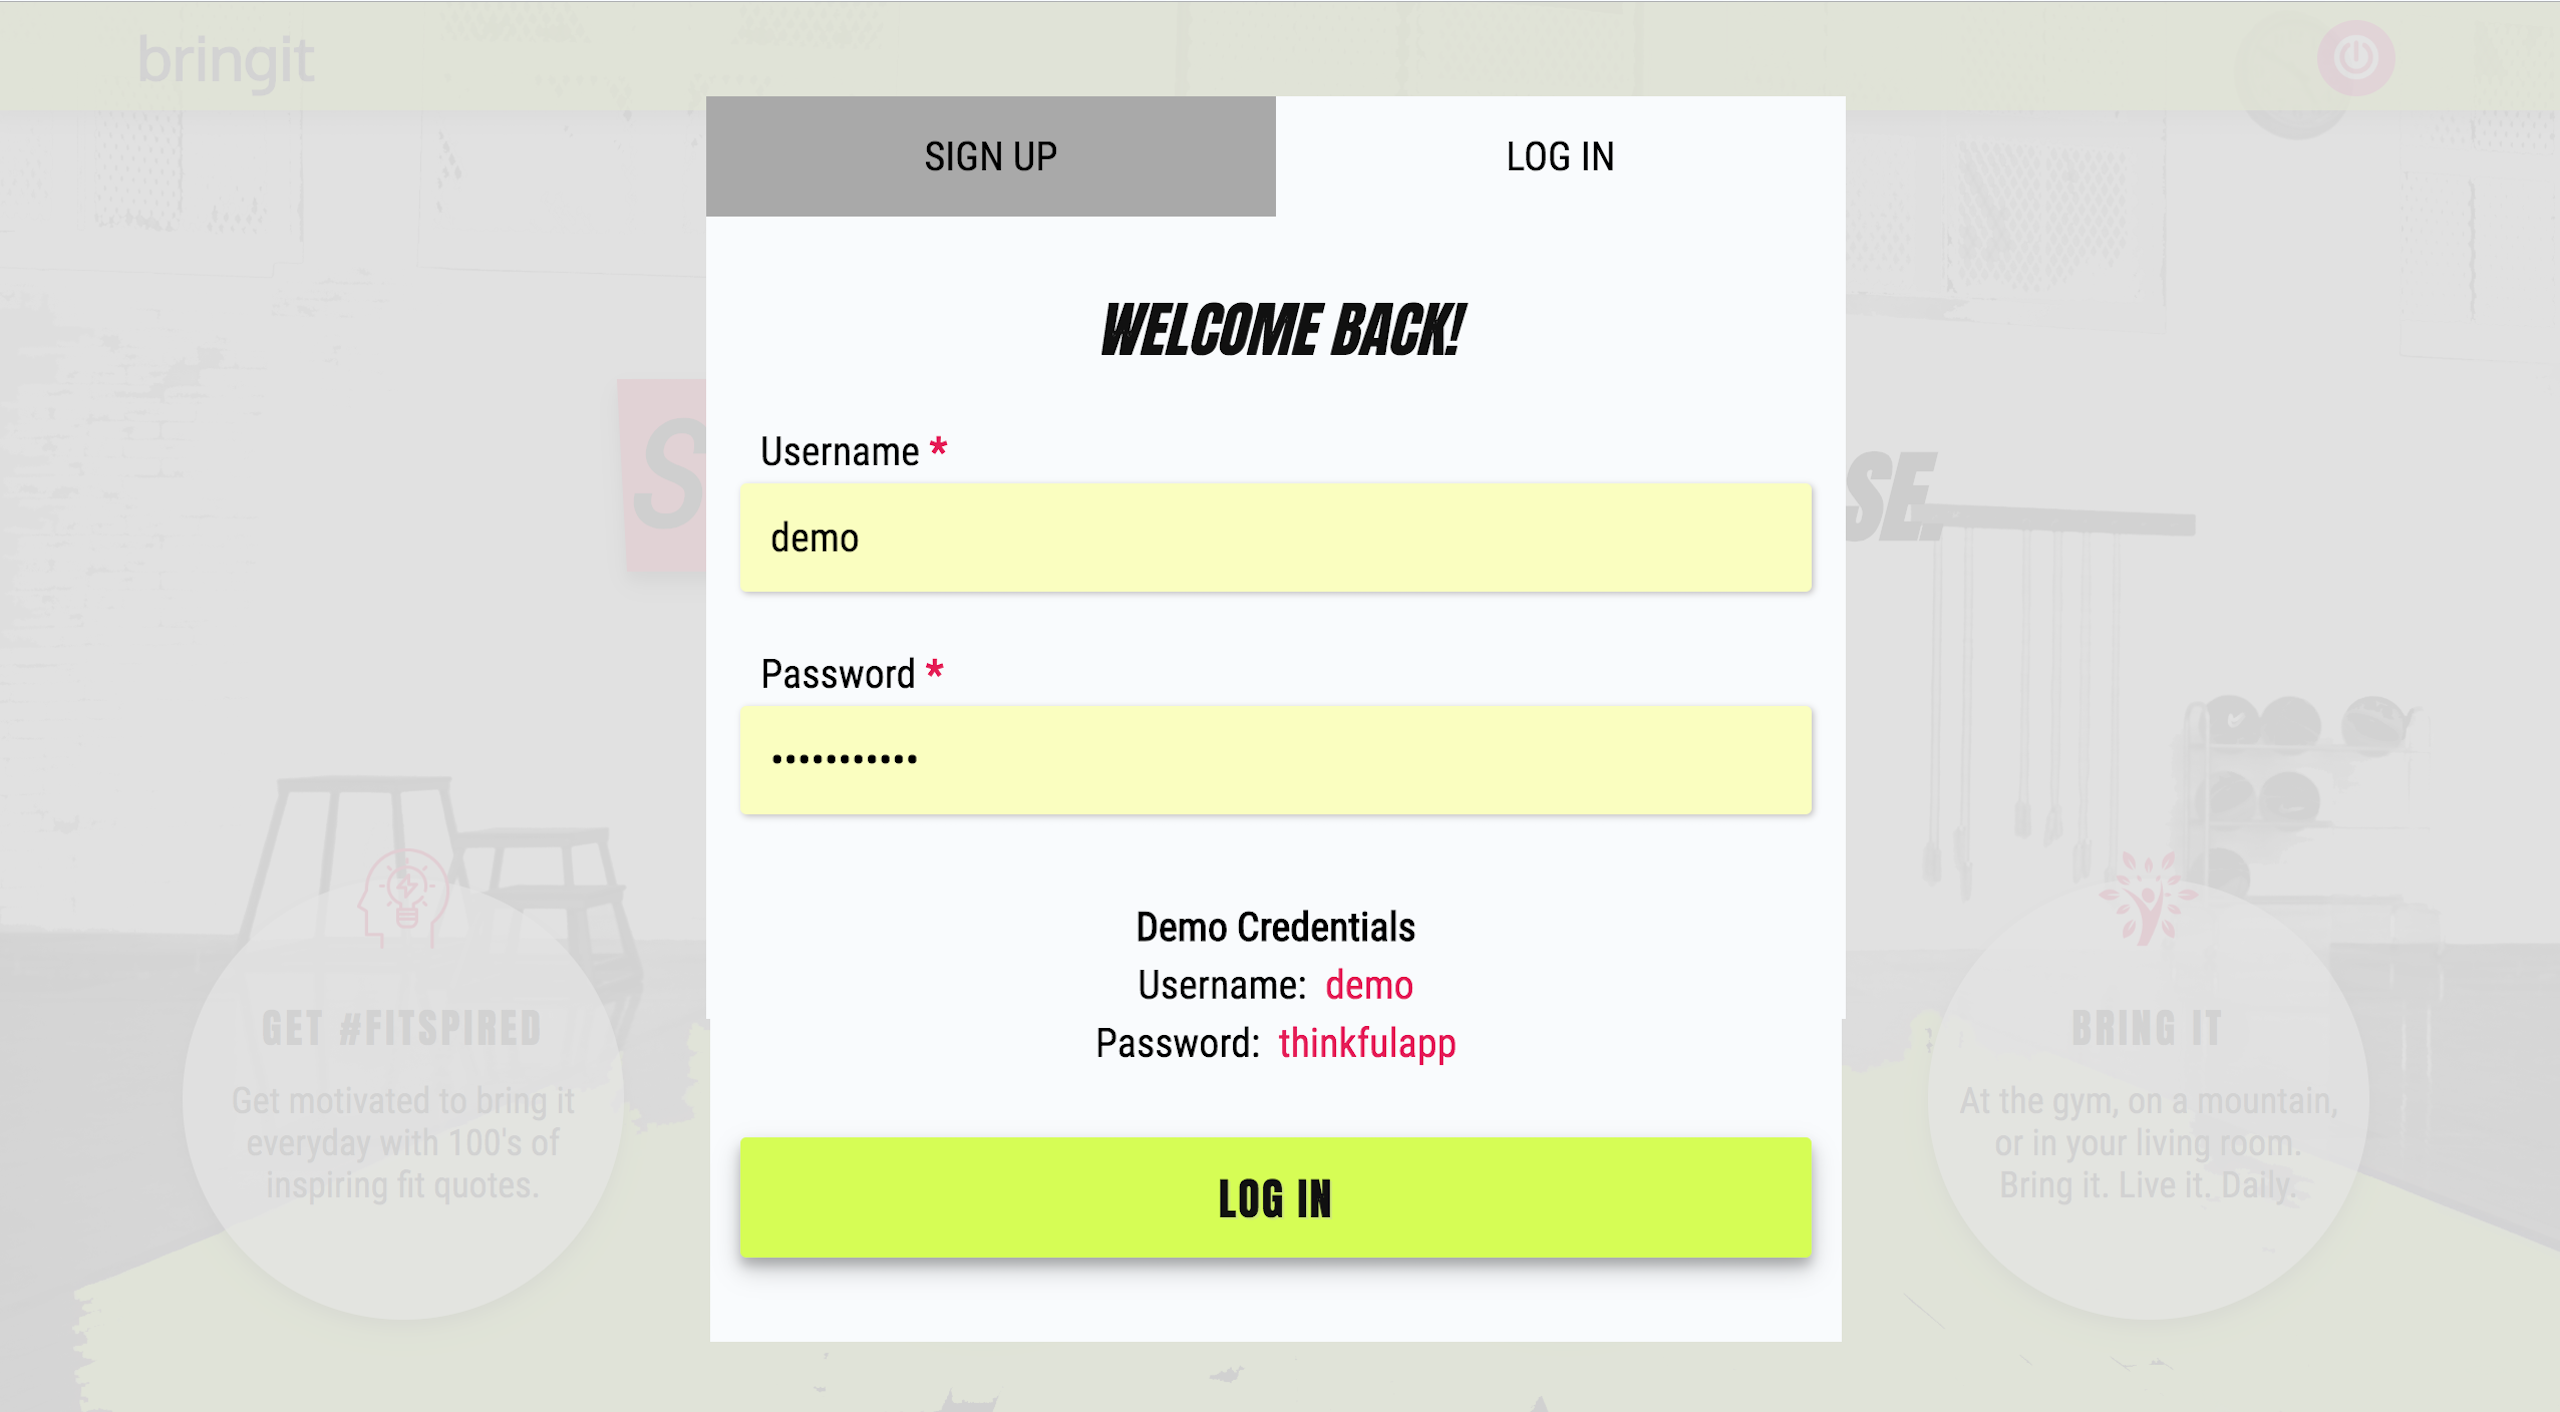 bringit
SIGN UP
LOG IN
WELCOME BACK!
Username *
demo
Password *
•••••••••••
Demo Credentials
Username: demo
Password: thinkfulapp
LOG IN
S
SE.
GET #FITSPIRED
Get motivated to bring it
everyday with 100's of
inspiring fit quotes.
BRING IT
At the gym, on a mountain,
or in your living room.
Bring it. Live it. Daily.